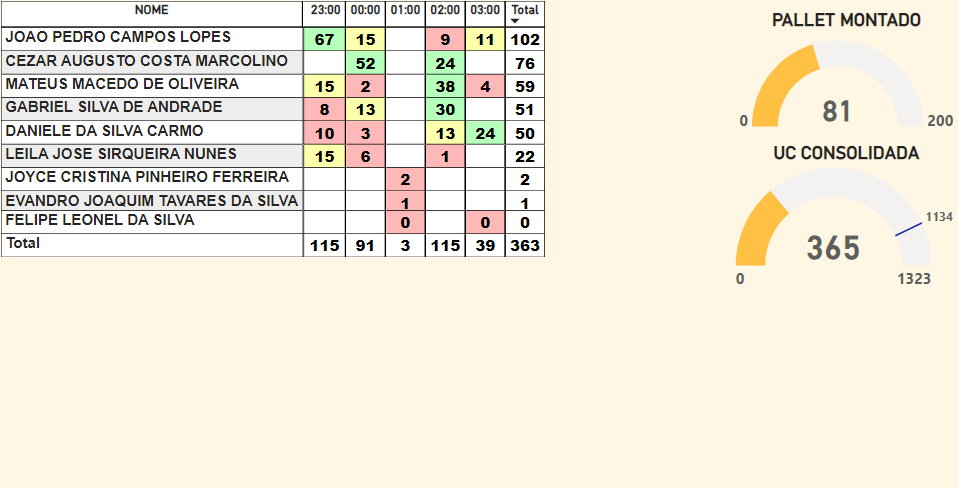 NOME 23:00 00:00 01:00 02:00 03:00 Total
JOAO PEDRO CAMPOS LOPES 67 15 9 11 102
CEZAR AUGUSTO COSTA MARCOLINO 52 24 76
MATEUS MACEDO DE OLIVEIRA 15 2 38 4 59
GABRIEL SILVA DE ANDRADE 8 13 30 51
DANIELE DA SILVA CARMO 10 3 13 24 50
LEILA JOSE SIRQUEIRA NUNES 15 6 1 22
JOYCE CRISTINA PINHEIRO FERREIRA 2 2
EVANDRO JOAQUIM TAVARES DA SILVA 1 1
FELIPE LEONEL DA SILVA 0 0 0
Total 115 91 3 115 39 363
PALLET MONTADO
81
0 200
UC CONSOLIDADA
1134
365
0 1323